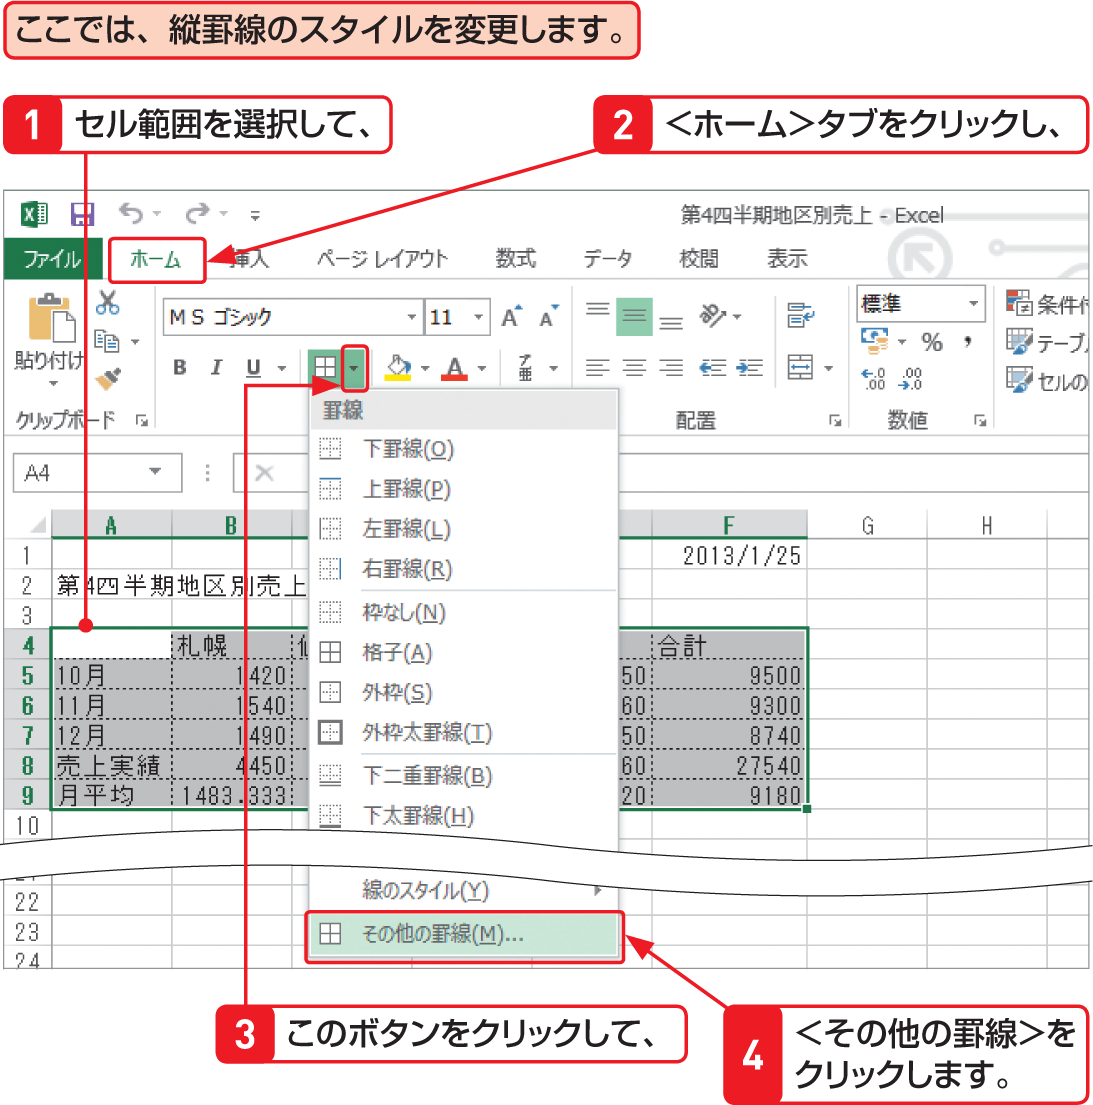 ここでは、縦罫線のスタイルを変更します。
1 セル範囲を選択して、
2 <ホーム>タブをクリックし、
第4四半期地区別売上 - Excel
ファイル ホーム 挿入 ページ レイアウト 数式 データ 校閲 表示
ＭＳ ゴシック 11 A A 標準 条件付
貼り付け % , テーブル
B I U A ア亜 .0 .00 .00 .0 セルの
クリップボード 配置 数値
罫線
A4
下罫線(O)
上罫線(P)
左罫線(L)
右罫線(R)
枠なし(N)
格子(A)
外枠(S)
外枠太罫線(T)
下二重罫線(B)
下太罫線(H)
線のスタイル(Y)
その他の罫線(M)...
A B F G H
1 2013/1/25
2 第4四半期地区別売上
3
4 札幌 合計
5 10月 1420 50 9500
6 11月 1540 60 9300
7 12月 1490 50 8740
8 売上実績 4450 60 27540
9 月平均 1483.333 20 9180
10
22
23
24
3 このボタンをクリックして、
4 <その他の罫線>を
クリックします。